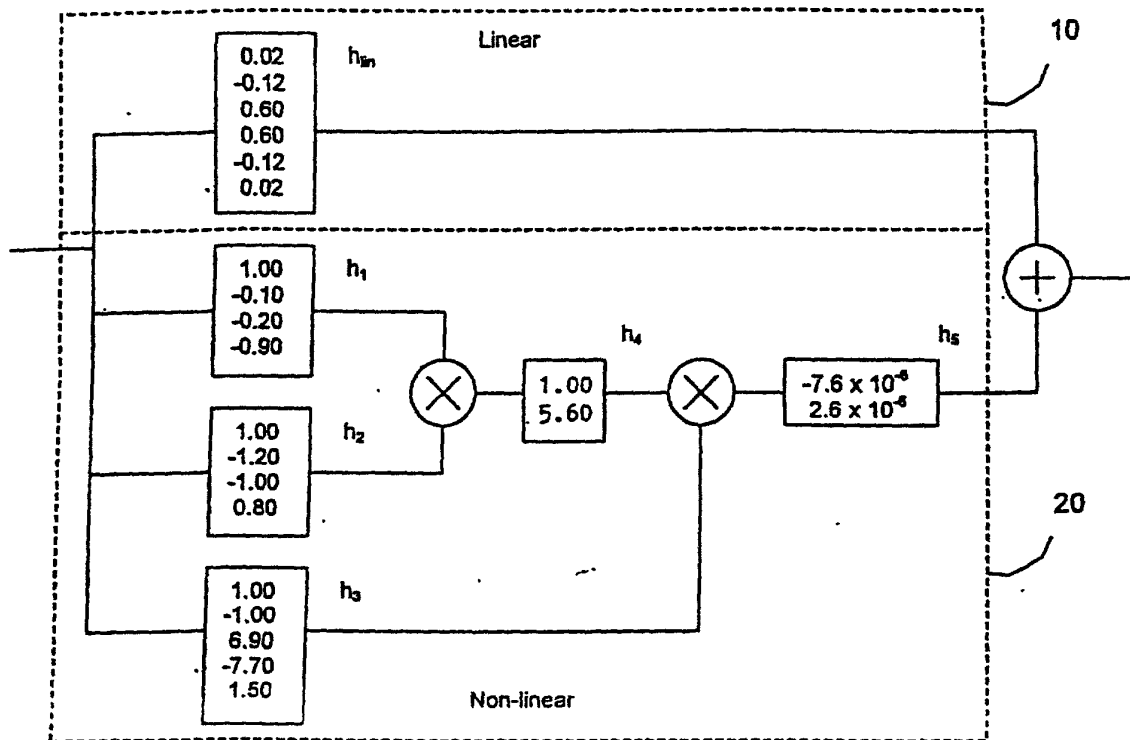 Linear
10
h_lin
0.02
-0.12
0.60
0.60
-0.12
0.02
h₁
1.00
-0.10
-0.20
-0.90
h₂
1.00
-1.20
-1.00
0.80
h₃
1.00
-1.00
6.90
-7.70
1.50
h₄
1.00
5.60
h₅
-7.6 x 10⁻⁶
2.6 x 10⁻⁶
20
Non-linear